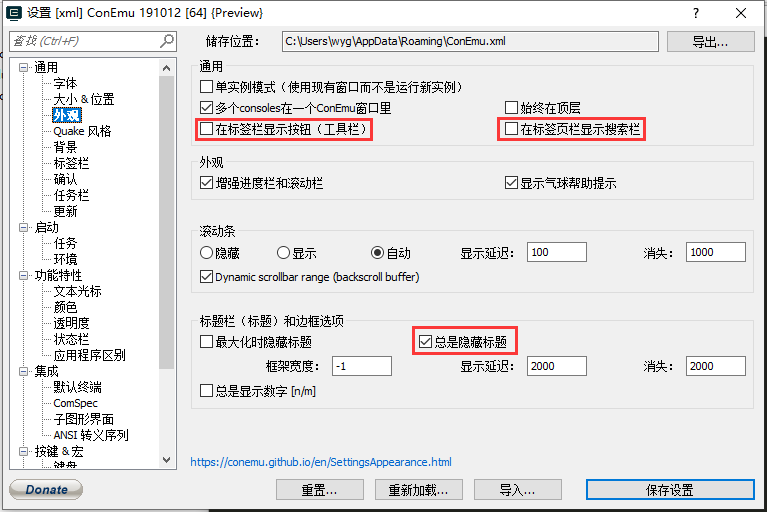 设置 [xml] ConEmu 191012 [64] {Preview}
查找 (Ctrl+F)
储存位置:
C:\Users\wyg\AppData\Roaming\ConEmu.xml
导出...
通用
字体
大小 & 位置
外观
Quake 风格
背景
标签栏
确认
任务栏
更新
启动
任务
环境
功能特性
文本光标
颜色
透明度
状态栏
应用程序区别
集成
默认终端
ComSpec
子图形界面
ANSI 转义序列
按键 & 宏
键盘
通用
单实例模式（使用现有窗口而不是运行新实例）
多个consoles在一个ConEmu窗口里
始终在顶层
在标签栏显示按钮（工具栏）
在标签页栏显示搜索栏
外观
增强进度栏和滚动栏
显示气球帮助提示
滚动条
隐藏
显示
自动
显示延迟:
100
消失:
1000
Dynamic scrollbar range (backscroll buffer)
标题栏（标题）和边框选项
最大化时隐藏标题
总是隐藏标题
框架宽度:
-1
显示延迟:
2000
消失:
2000
总是显示数字 [n/m]
https://conemu.github.io/en/SettingsAppearance.html
Donate
重置...
重新加载...
导入...
保存设置